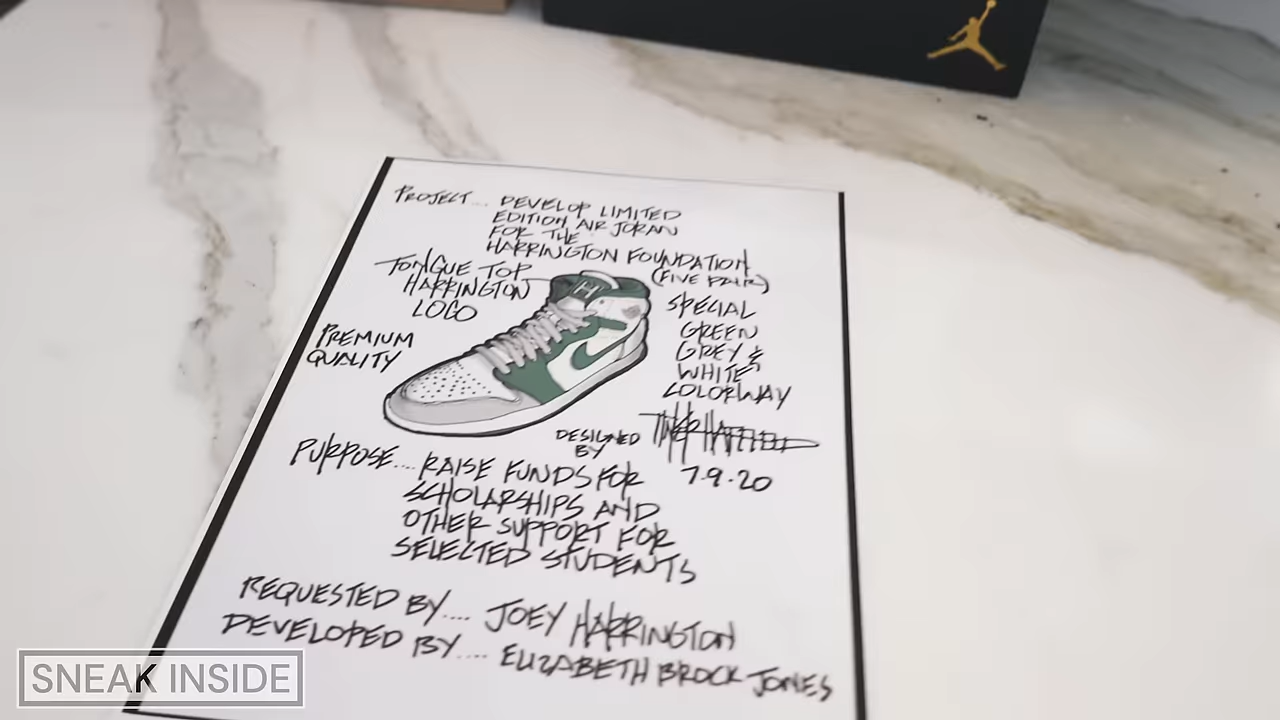 PROJECT.... DEVELOP LIMITED
EDITION AIR JORAN
FOR THE
HARRINGTON FOUNDATION
(FIVE PAIR)
TONGUE TOP
HARRINGTON
LOGO
H
PREMIUM
QUALITY
SPECIAL
GREEN
GREY &
WHITE
COLORWAY
DESIGNED
BY
7.9.20
PURPOSE.... RAISE FUNDS FOR
SCHOLARSHIPS AND
OTHER SUPPORT FOR
SELECTED STUDENTS
REQUESTED BY.... JOEY HARRINGTON
DEVELOPED BY.... ELIZABETH BROCK JONES
SNEAK INSIDE